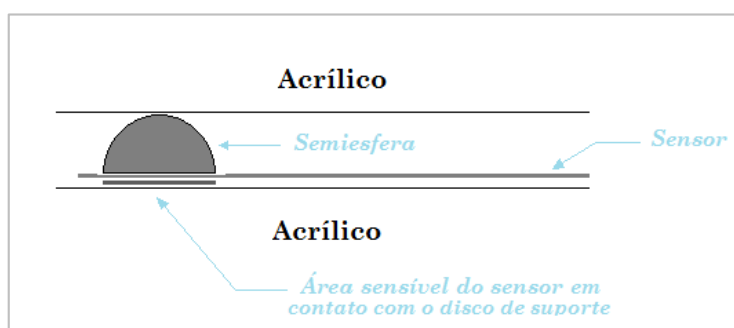 Acrílico
Semiesfera
Sensor
Acrílico
Área sensível do sensor em
contato com o disco de suporte